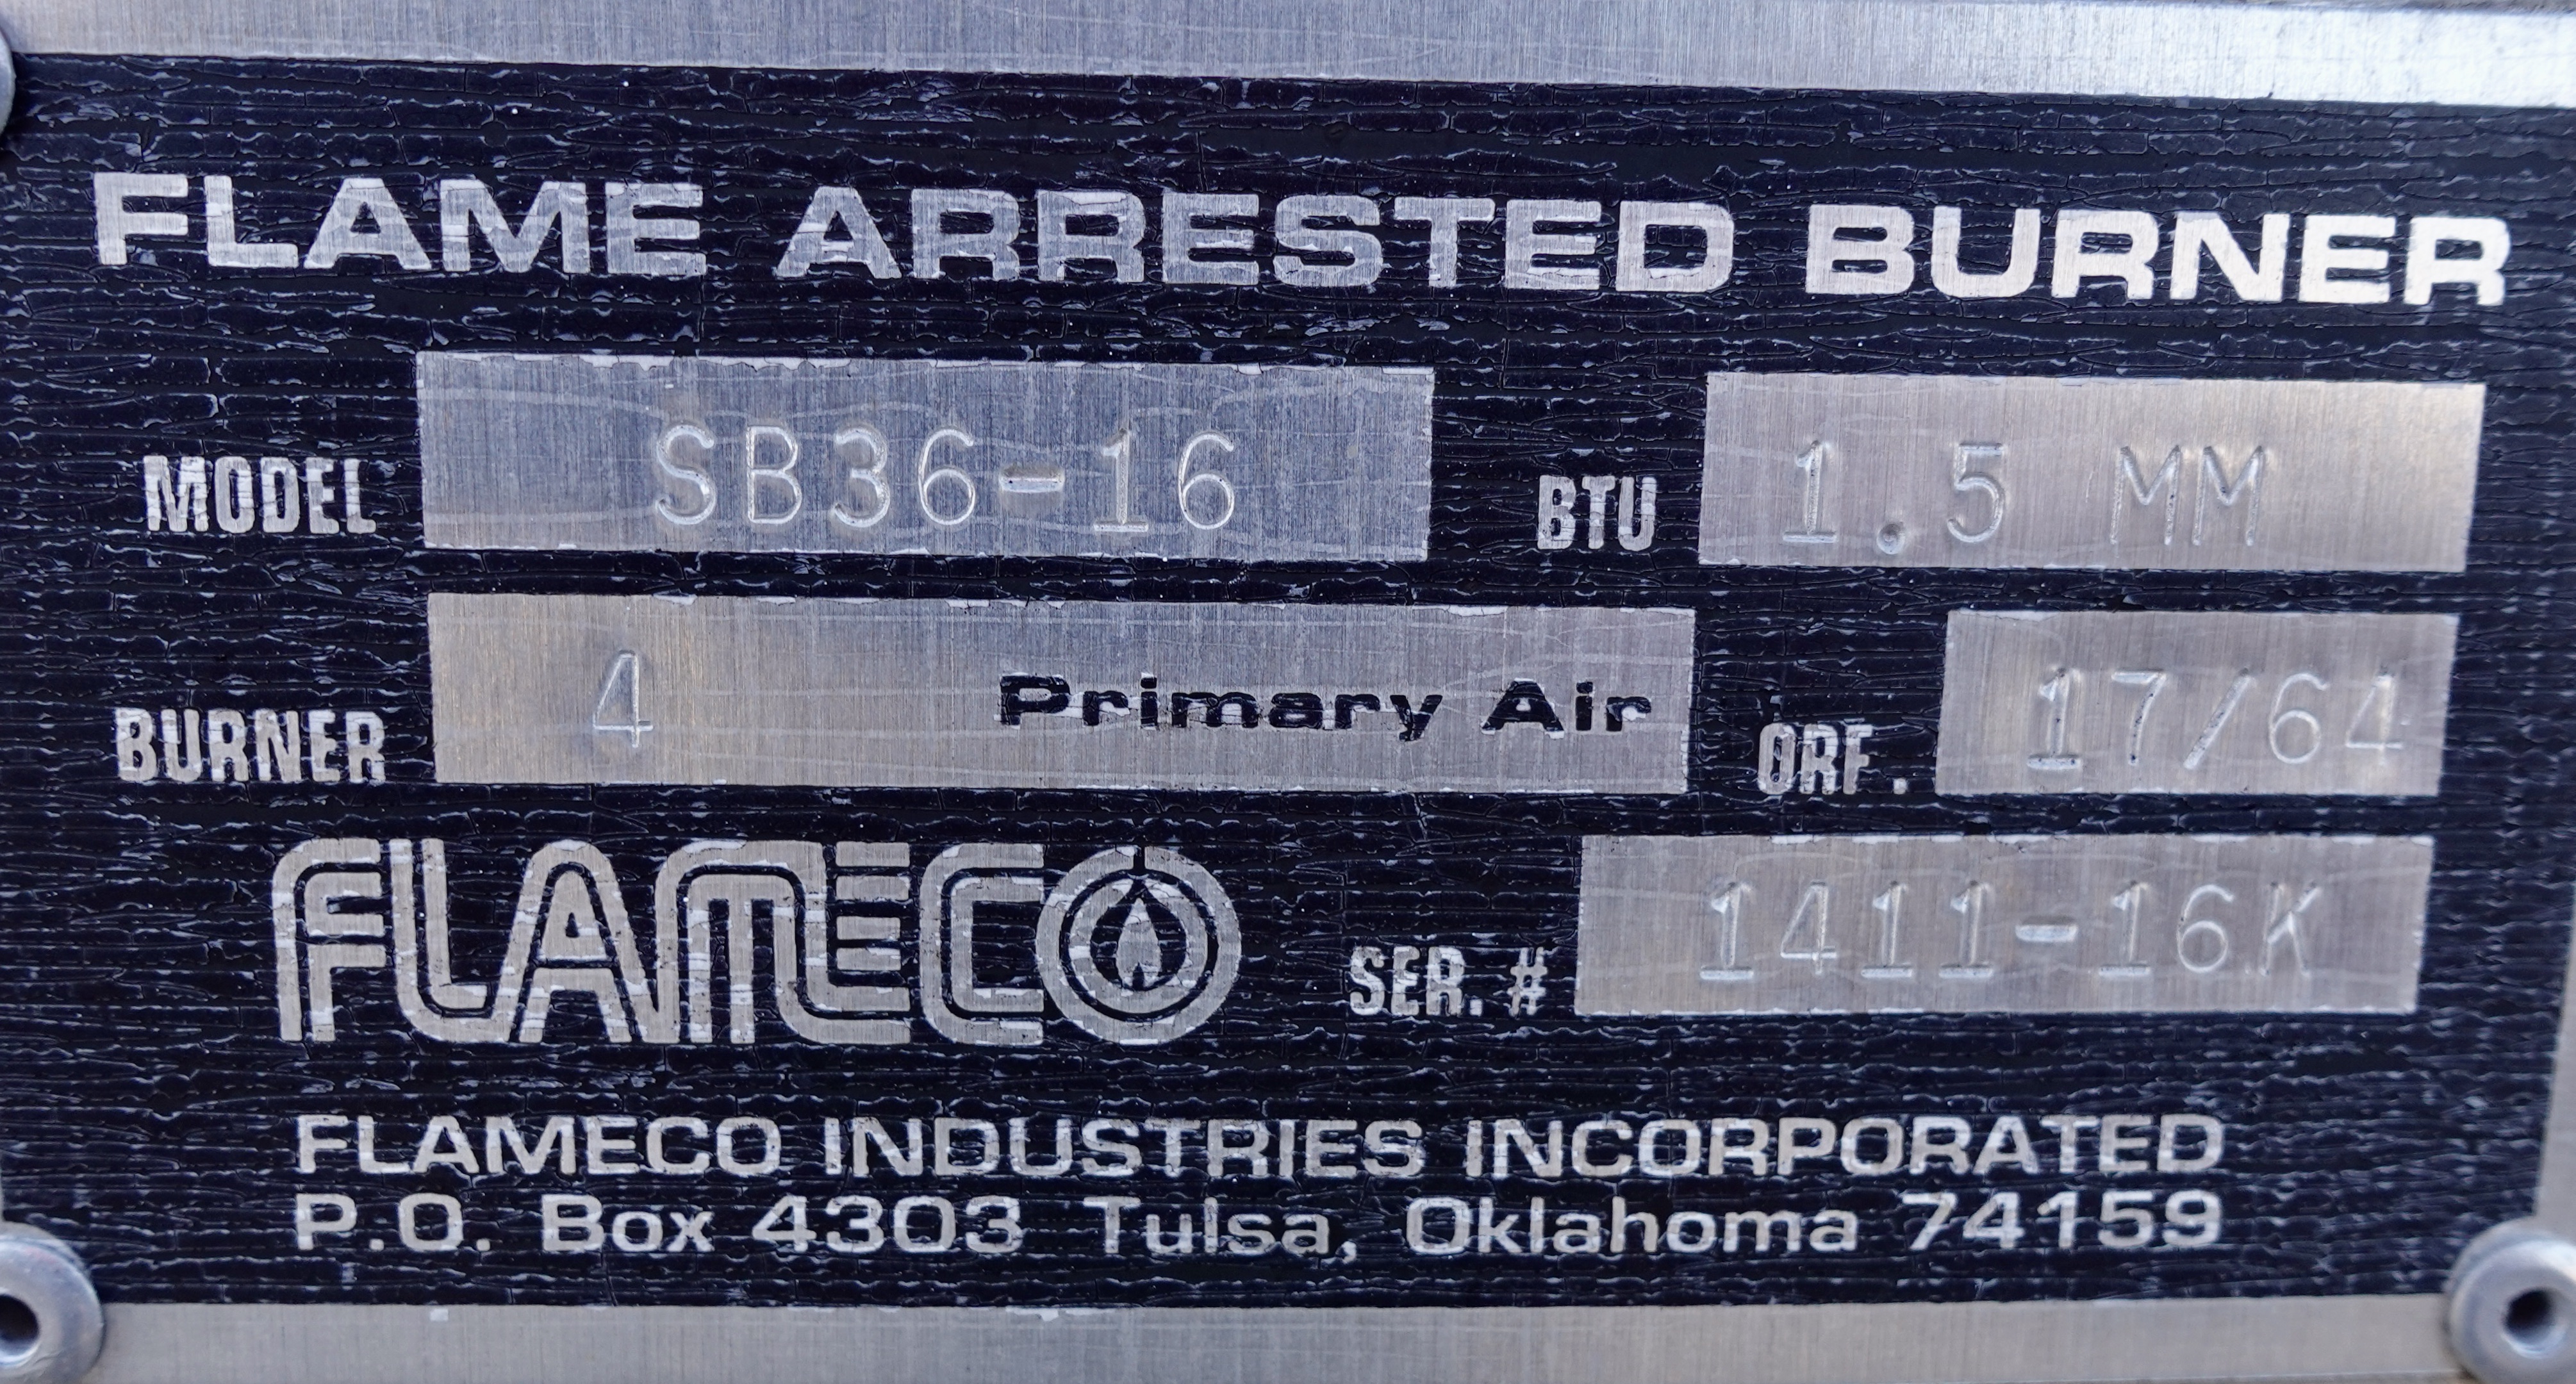 FLAME ARRESTED BURNER
MODEL SB36-16 BTU 1.5 MM
BURNER 4 Primary Air ORF. 17/64
FLAMECO SER. # 1411-16K
FLAMECO INDUSTRIES INCORPORATED
P.O. Box 4303 Tulsa, Oklahoma 74159